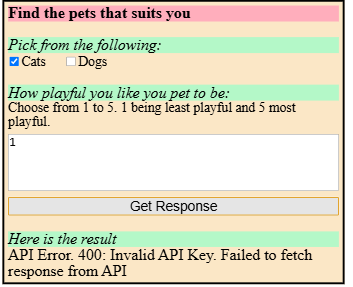 Find the pets that suits you
Pick from the following:
Cats Dogs
How playful you like you pet to be:
Choose from 1 to 5. 1 being least playful and 5 most
playful.
1
Get Response
Here is the result
API Error. 400: Invalid API Key. Failed to fetch
response from API